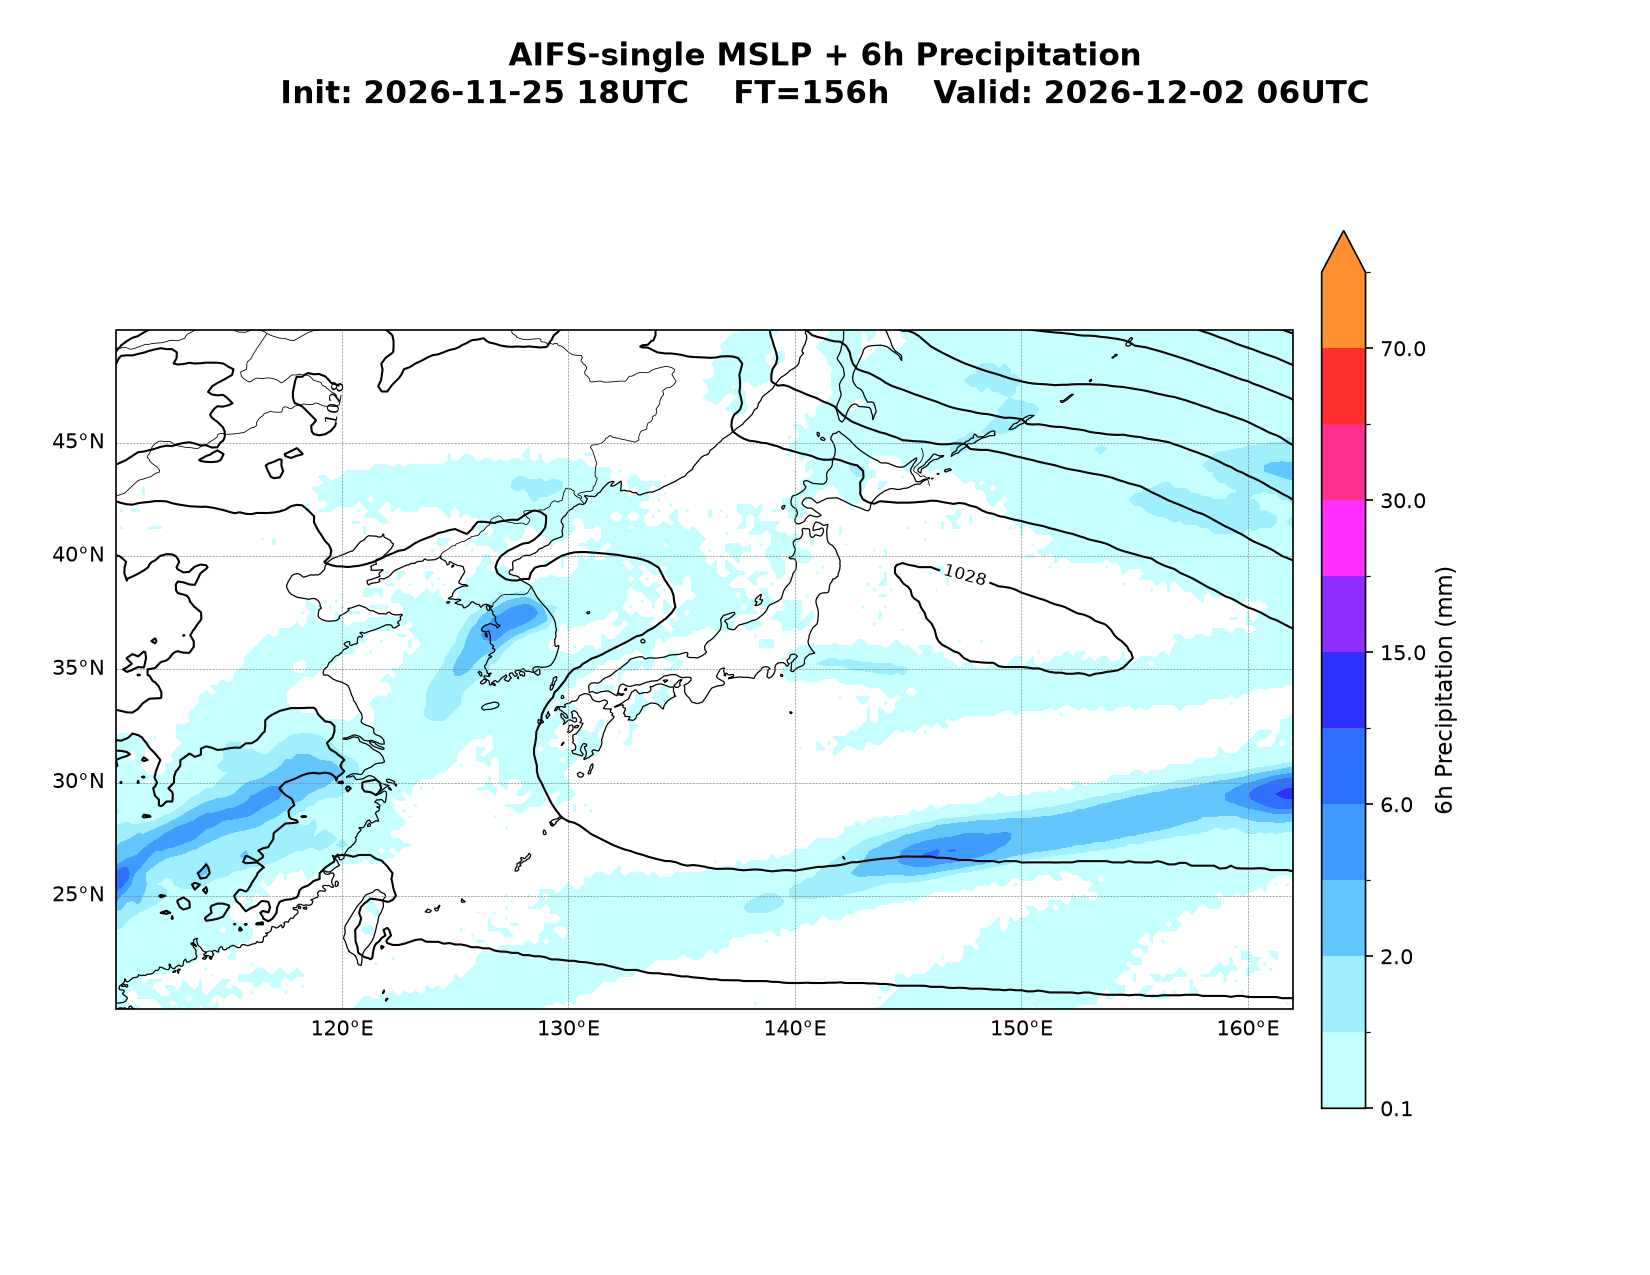 AIFS-single MSLP + 6h Precipitation
Init: 2026-11-25 18UTC    FT=156h    Valid: 2026-12-02 06UTC
1028
1028
45°N
40°N
35°N
30°N
25°N
120°E
130°E
140°E
150°E
160°E
70.0
30.0
15.0
6.0
2.0
0.1
6h Precipitation (mm)